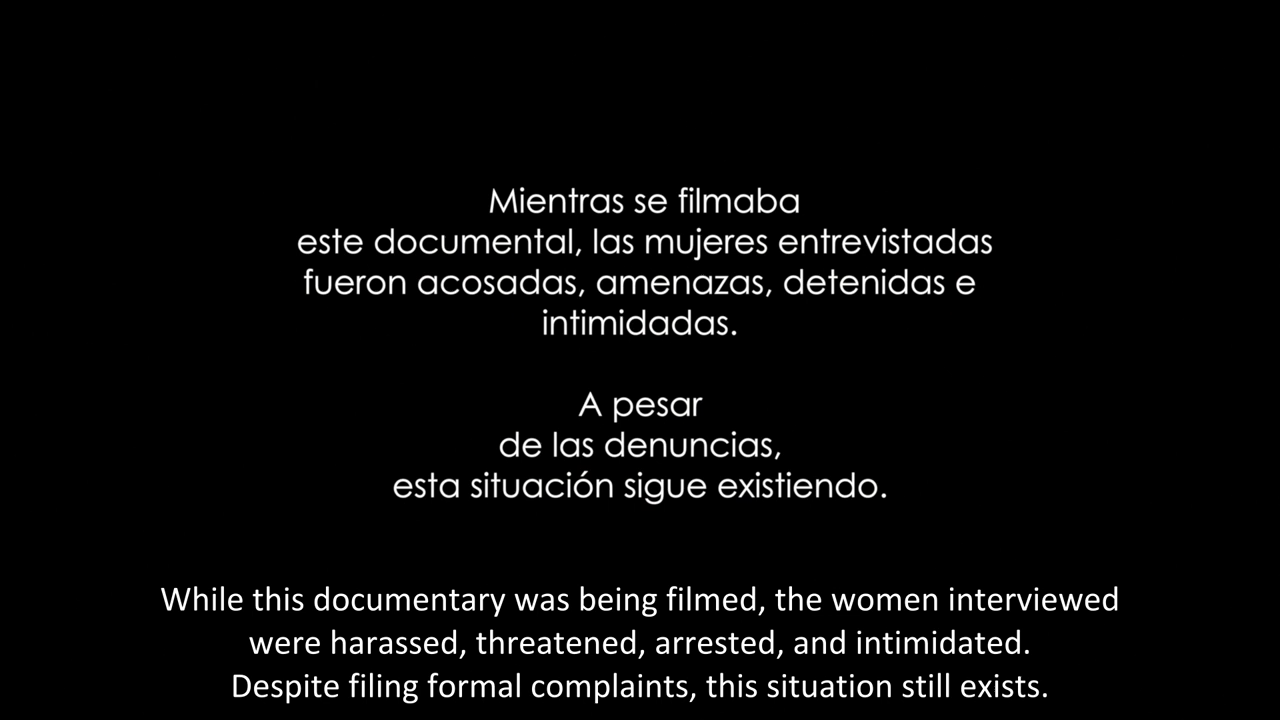 Mientras se filmaba
este documental, las mujeres entrevistadas
fueron acosadas, amenazas, detenidas e
intimidadas.
A pesar
de las denuncias,
esta situación sigue existiendo.
While this documentary was being filmed, the women interviewed
were harassed, threatened, arrested, and intimidated.
Despite filing formal complaints, this situation still exists.